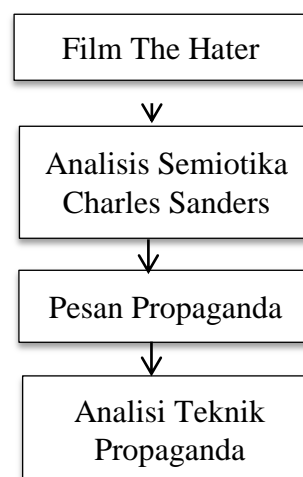 Film The Hater
Analisis Semiotika
Charles Sanders
Pesan Propaganda
Analisi Teknik
Propaganda